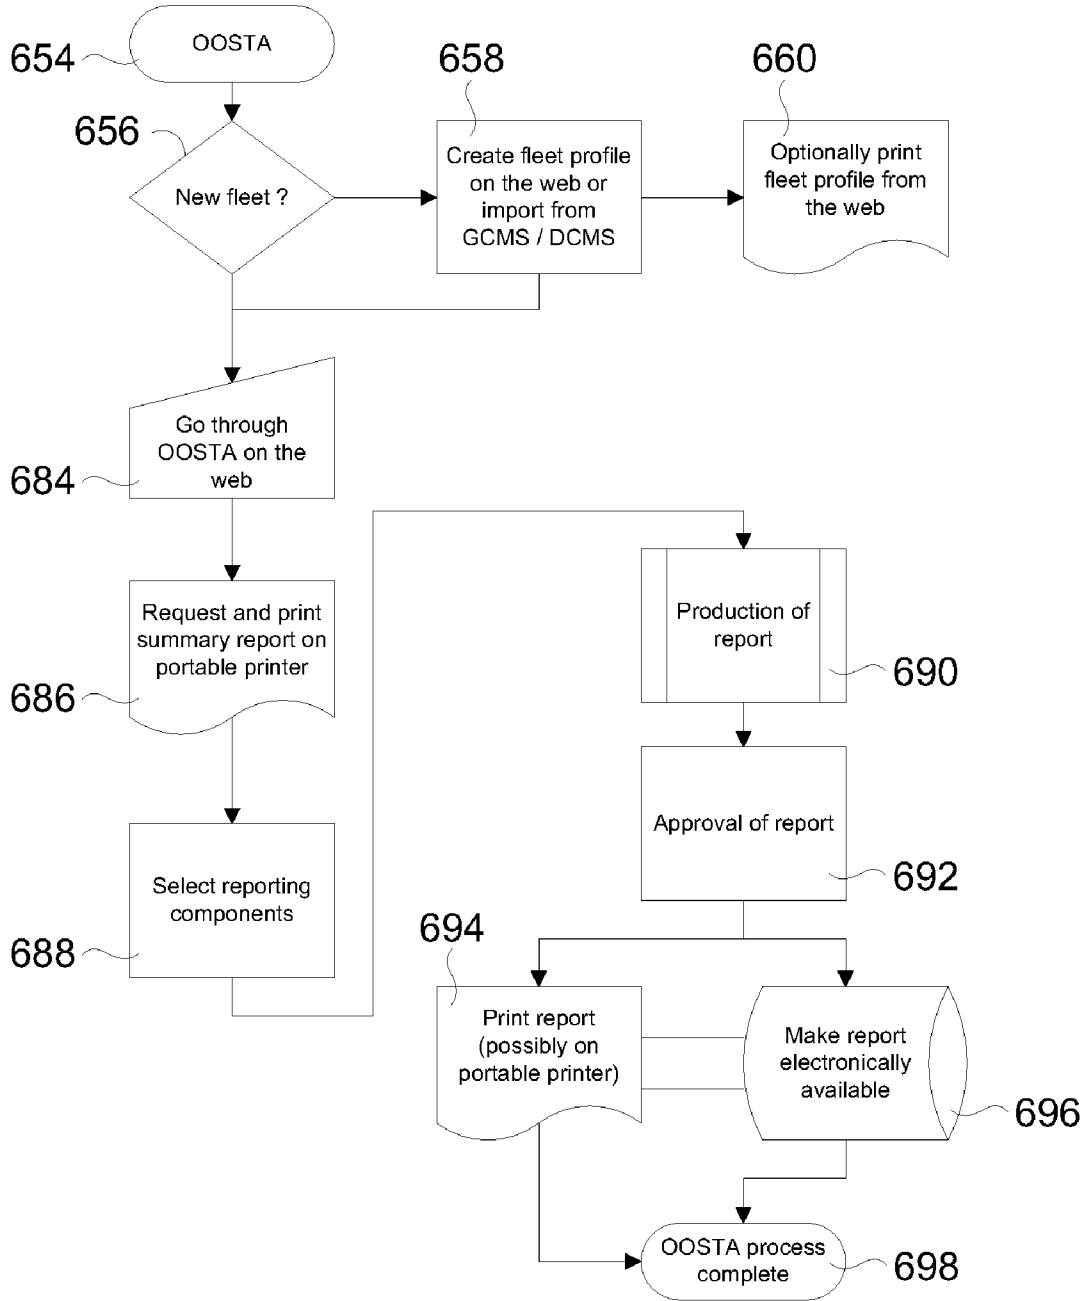 OOSTA
654
656
New fleet ?
658
Create fleet profile
on the web or
import from
GCMS / DCMS
660
Optionally print
fleet profile from
the web
Go through
OOSTA on the
web
684
Request and print
summary report on
portable printer
686
Select reporting
components
688
Production of
report
690
Approval of report
692
694
Print report
(possibly on
portable printer)
Make report
electronically
available
696
OOSTA process
complete
698